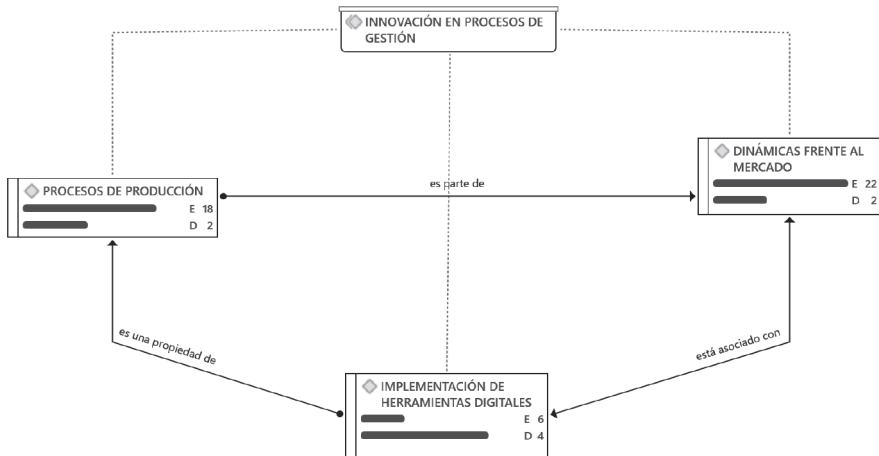 INNOVACIÓN EN PROCESOS DE
GESTIÓN
DINÁMICAS FRENTE AL
MERCADO
E 22
D 2
PROCESOS DE PRODUCCIÓN
E 18
D 2
es parte de
es una propiedad de
está asociado con
IMPLEMENTACIÓN DE
HERRAMIENTAS DIGITALES
E 6
D 4